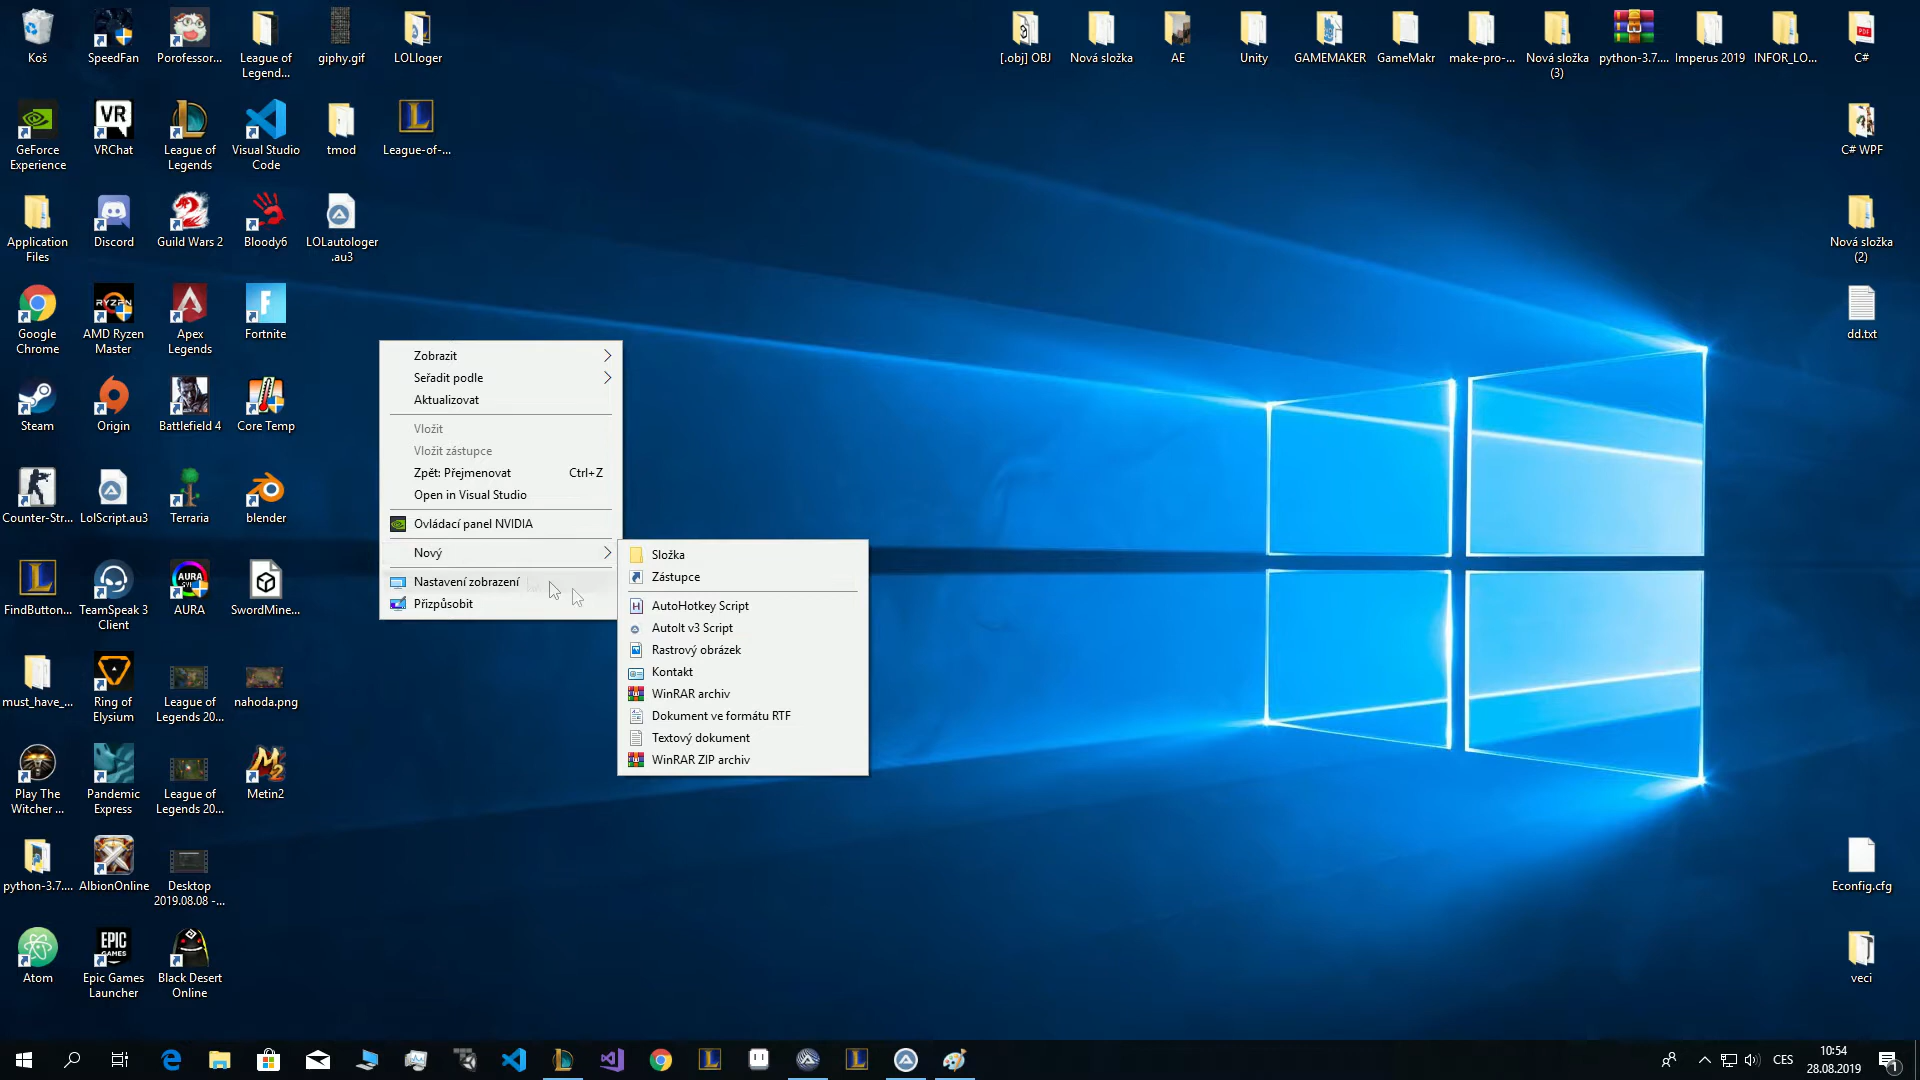 Koš
SpeedFan
Porofessor...
League of
Legend...
giphy.gif
LOLloger
[.obj] OBJ
Nová složka
AE
Unity
GAMEMAKER
GameMakr
make-pro-...
Nová složka
(3)
python-3.7....
Imperus 2019
INFOR_LO...
C#
GeForce
Experience
VRChat
League of
Legends
Visual Studio
Code
tmod
League-of-...
C# WPF
Application
Files
Discord
Guild Wars 2
Bloody6
LOLautologer
.au3
Nová složka
(2)
Google
Chrome
AMD Ryzen
Master
Apex
Legends
Fortnite
dd.txt
Steam
Origin
Battlefield 4
Core Temp
Counter-Str...
LolScript.au3
Terraria
blender
FindButton...
TeamSpeak 3
Client
AURA
SwordMine...
must_have_...
Ring of
Elysium
League of
Legends 20...
nahoda.png
Play The
Witcher ...
Pandemic
Express
League of
Legends 20...
Metin2
python-3.7....
AlbionOnline
Desktop
2019.08.08 -...
Econfig.cfg
Atom
Epic Games
Launcher
Black Desert
Online
veci
Zobrazit
Seřadit podle
Aktualizovat
Vložit
Vložit zástupce
Zpět: Přejmenovat Ctrl+Z
Open in Visual Studio
Ovládací panel NVIDIA
Nový
Nastavení zobrazení
Přizpůsobit
Složka
Zástupce
AutoHotkey Script
AutoIt v3 Script
Rastrový obrázek
Kontakt
WinRAR archiv
Dokument ve formátu RTF
Textový dokument
WinRAR ZIP archiv
CES
10:54
28.08.2019
1